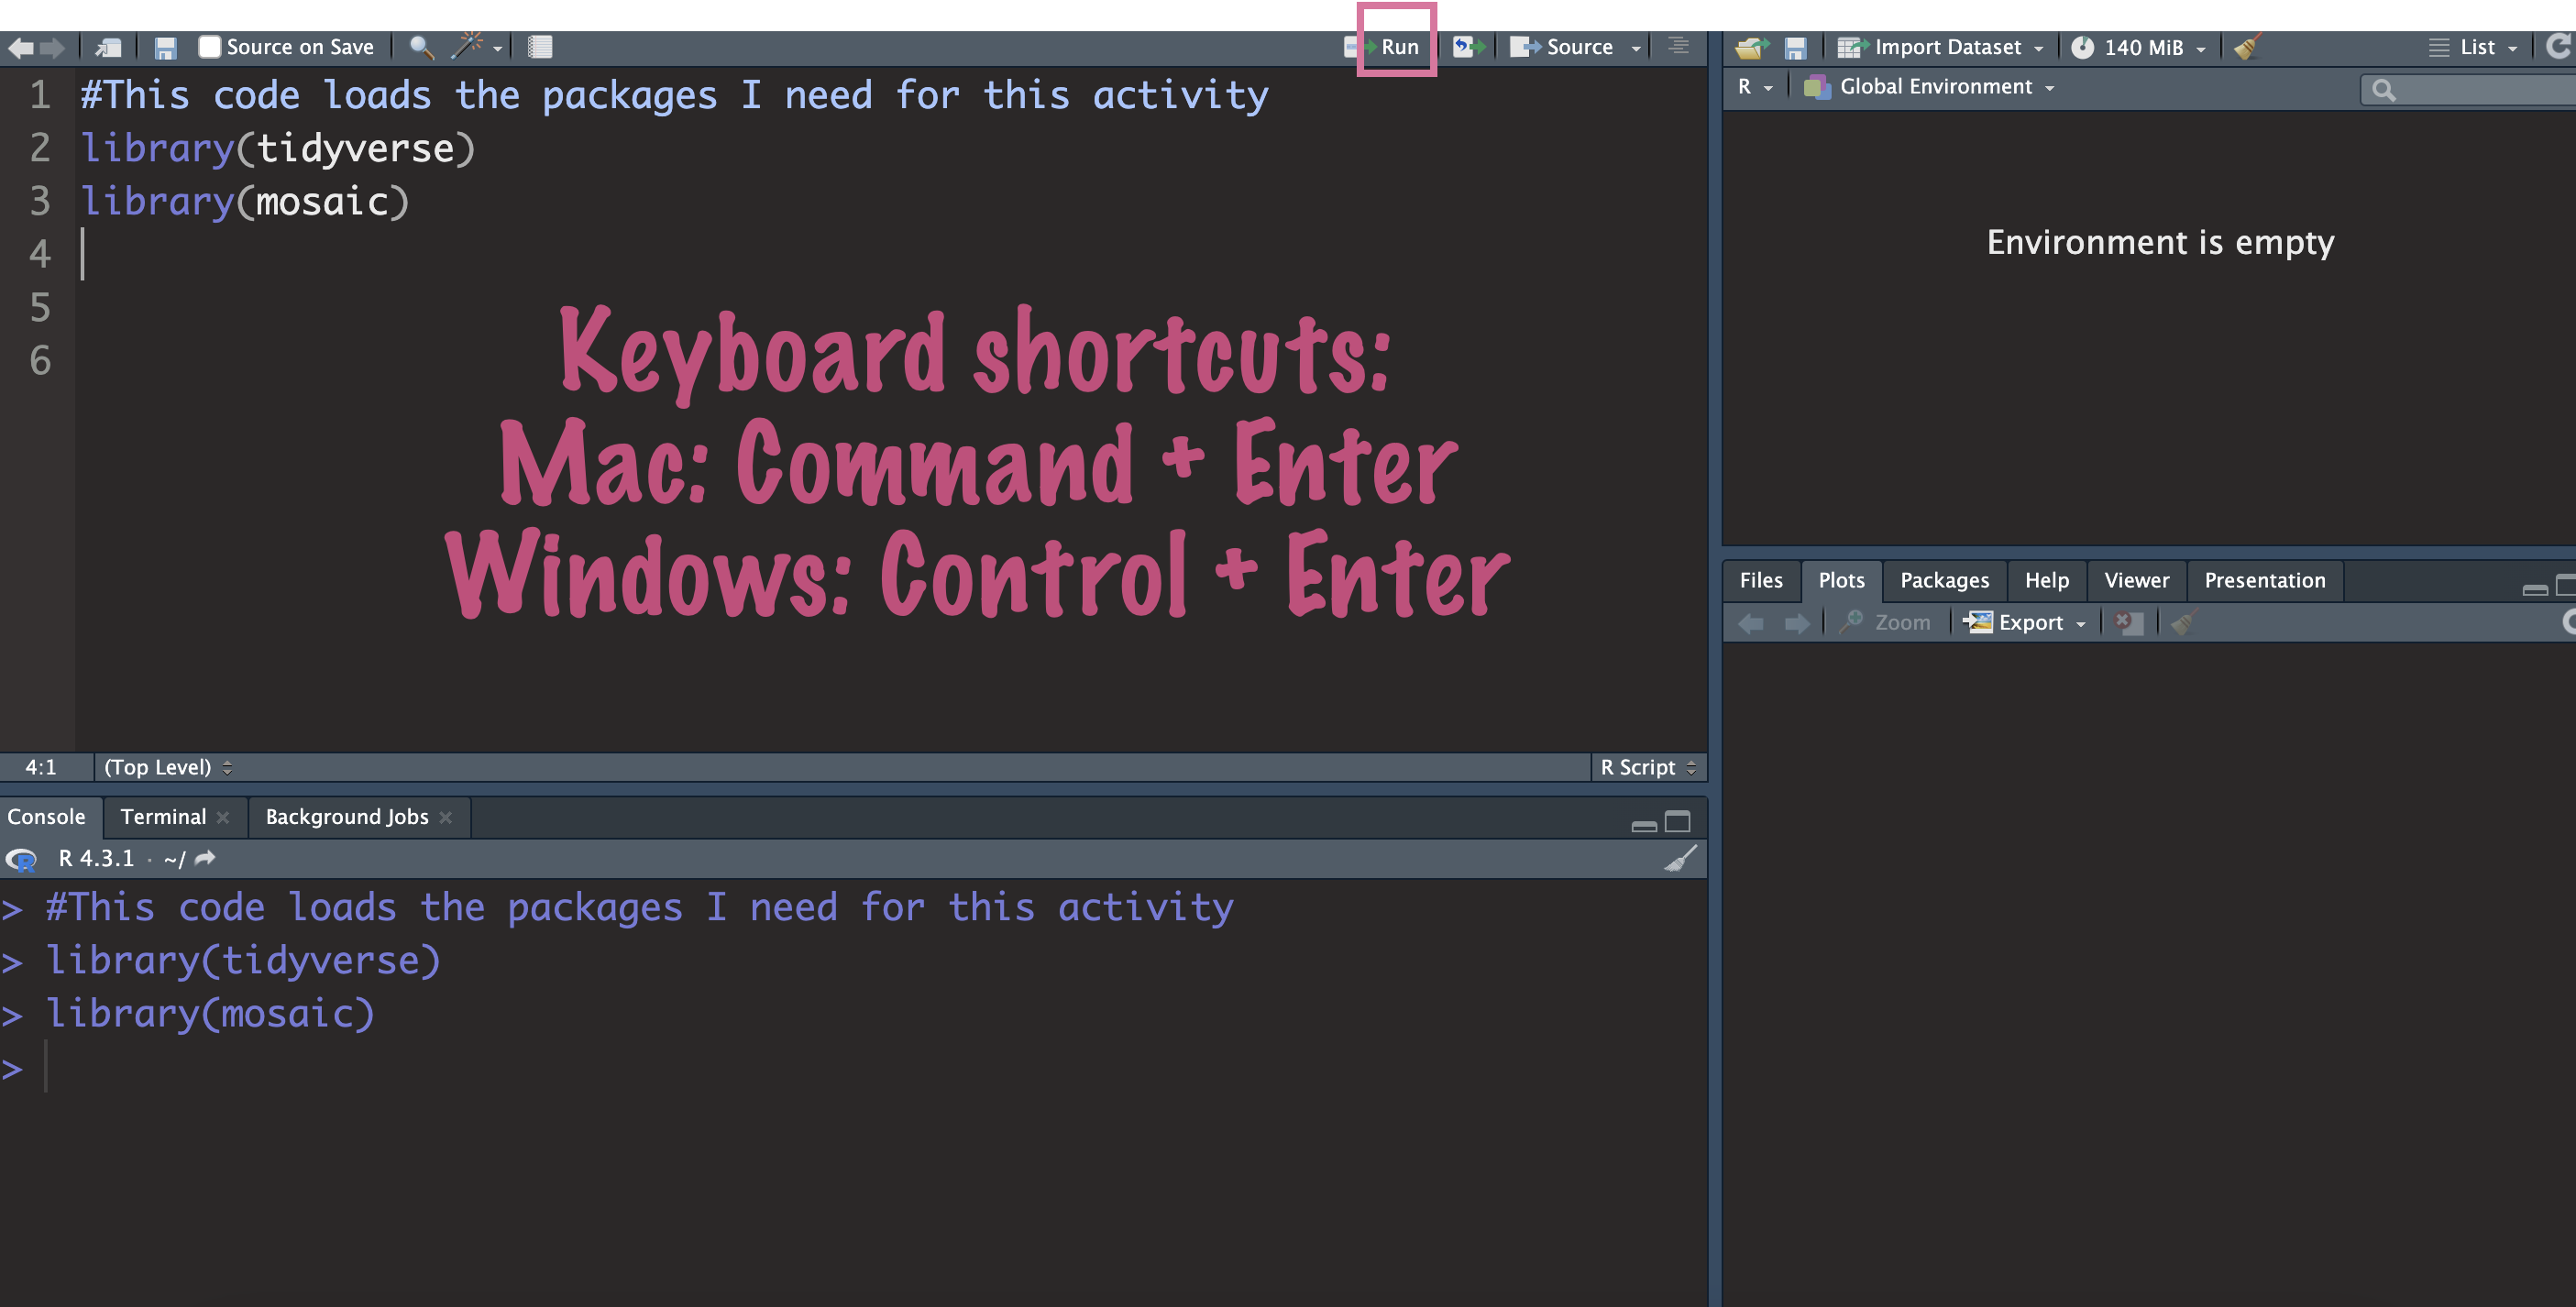 Source on Save
Run
Source
1 #This code loads the packages I need for this activity
2 library(tidyverse)
3 library(mosaic)
4
5
6
Keyboard shortcuts:
Mac: Command + Enter
Windows: Control + Enter
4:1 (Top Level) R Script
Import Dataset 140 MiB List
R Global Environment
Environment is empty
Files Plots Packages Help Viewer Presentation
Zoom Export
Console Terminal Background Jobs
R 4.3.1 · ~/
> #This code loads the packages I need for this activity
> library(tidyverse)
> library(mosaic)
>